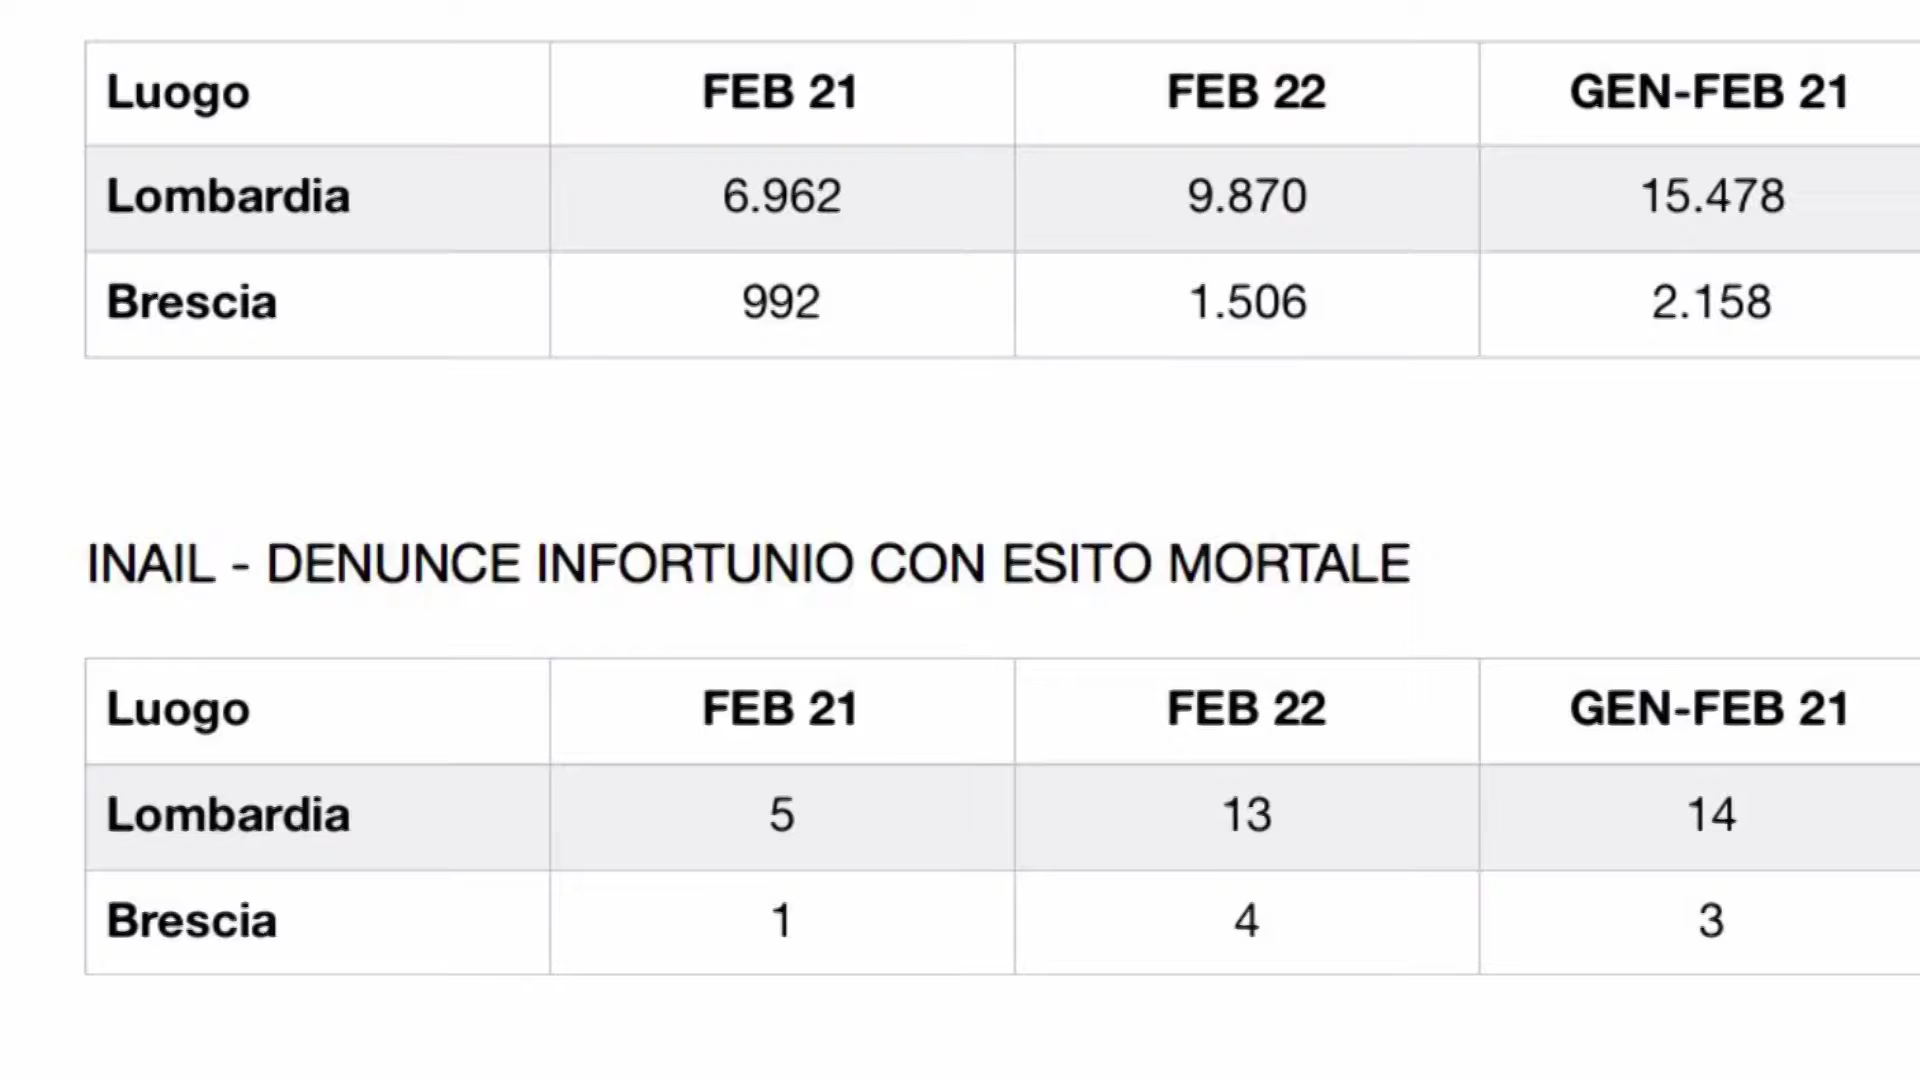 Luogo FEB 21 FEB 22 GEN-FEB 21
Lombardia 6.962 9.870 15.478
Brescia 992 1.506 2.158
INAIL - DENUNCE INFORTUNIO CON ESITO MORTALE
Luogo FEB 21 FEB 22 GEN-FEB 21
Lombardia 5 13 14
Brescia 1 4 3